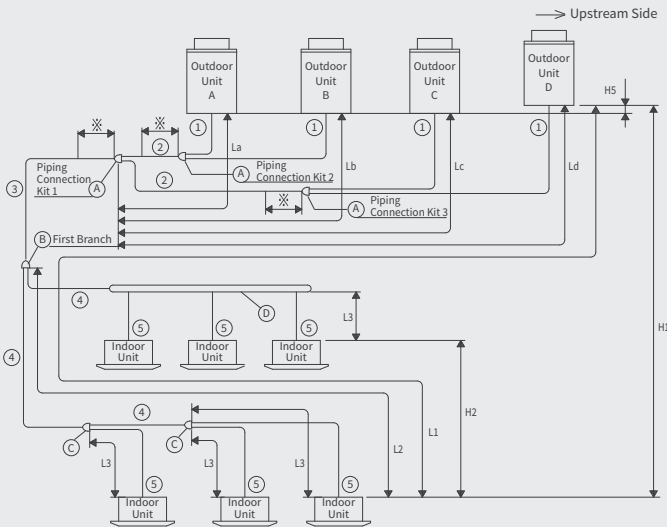 Upstream Side
Outdoor
Unit
A
Outdoor
Unit
B
Outdoor
Unit
C
Outdoor
Unit
D
H5
1
1
1
1
※
※
2
La
Lb
Lc
Ld
Piping
Connection
Kit 1
A
2
A
Piping
Connection Kit 2
3
※
A
Piping
Connection Kit 3
B
First Branch
4
D
L3
H1
5
5
5
Indoor
Unit
Indoor
Unit
Indoor
Unit
4
4
H2
L1
L2
C
C
L3
L3
L3
5
5
5
Indoor
Unit
Indoor
Unit
Indoor
Unit